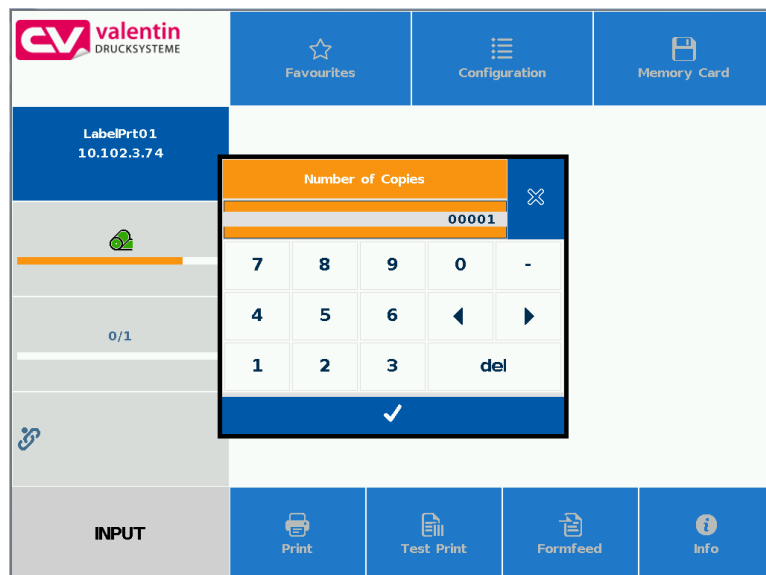 valentin
DRUCKSYSTEME
Favourites
Configuration
Memory Card
LabelPrt01
10.102.3.74
Number of Copies
00001
7 8 9 0 -
4 5 6
1 2 3 del
0/1
INPUT
Print
Test Print
Formfeed
Info